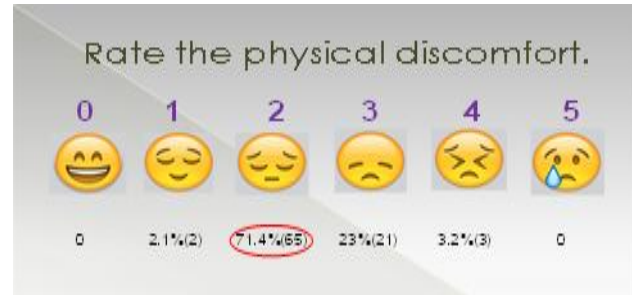 Rate the physical discomfort.
0 1 2 3 4 5
0 2.1%(2) 71.4%(65) 23%(21) 3.2%(3) 0